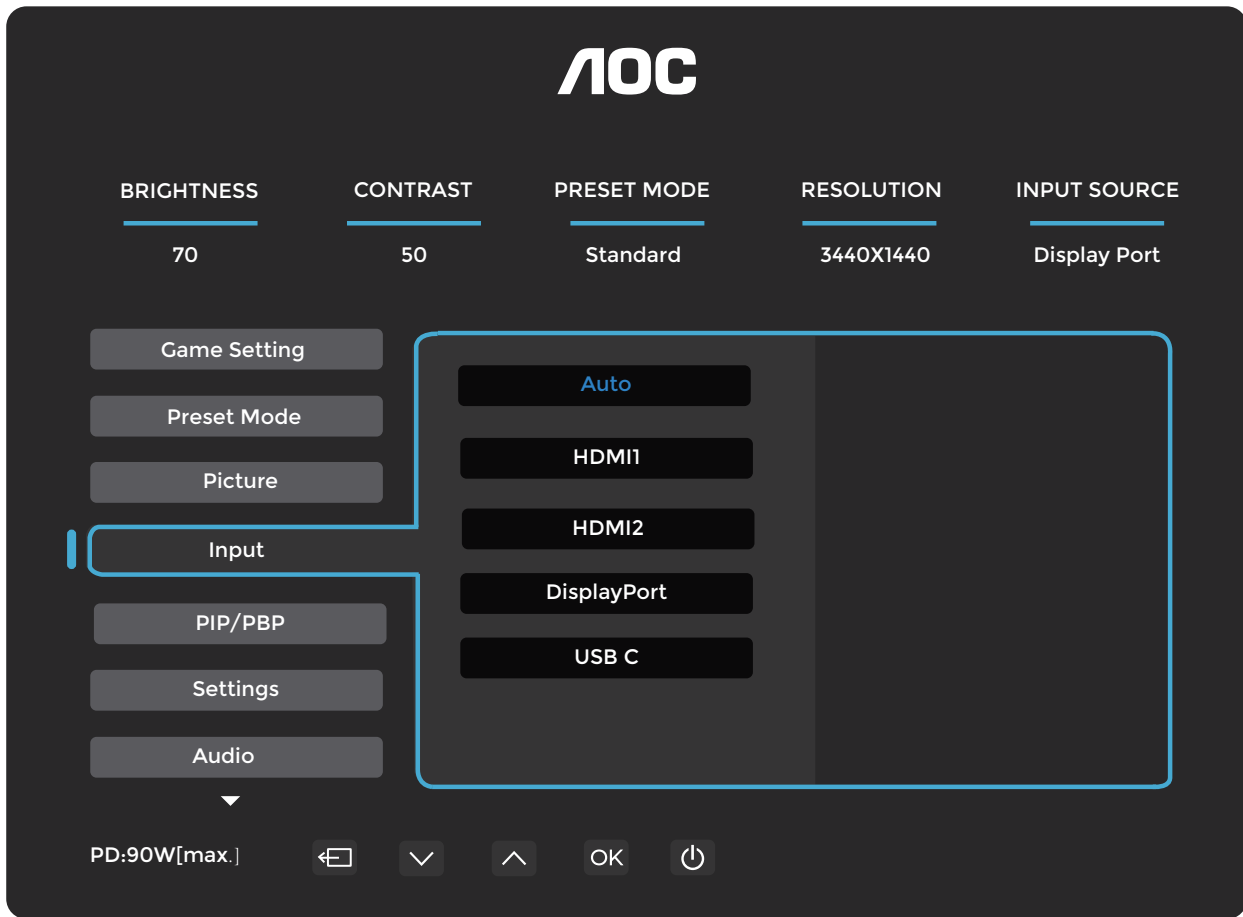 AOC
BRIGHTNESS CONTRAST PRESET MODE RESOLUTION INPUT SOURCE
70 50 Standard 3440X1440 Display Port
Game Setting
Auto
Preset Mode
HDMI1
Picture
HDMI2
Input
DisplayPort
PIP/PBP
USB C
Settings
Audio
PD:90W[max.]
OK